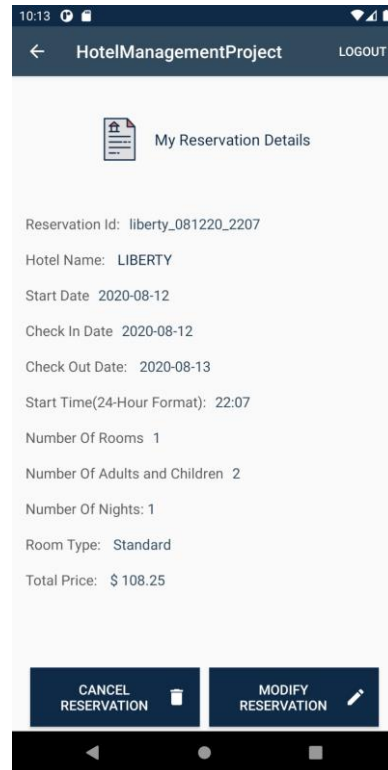 10:13
HotelManagementProject LOGOUT
My Reservation Details
Reservation Id: liberty_081220_2207
Hotel Name: LIBERTY
Start Date 2020-08-12
Check In Date 2020-08-12
Check Out Date: 2020-08-13
Start Time(24-Hour Format): 22:07
Number Of Rooms 1
Number Of Adults and Children 2
Number Of Nights: 1
Room Type: Standard
Total Price: $ 108.25
CANCEL
RESERVATION
MODIFY
RESERVATION